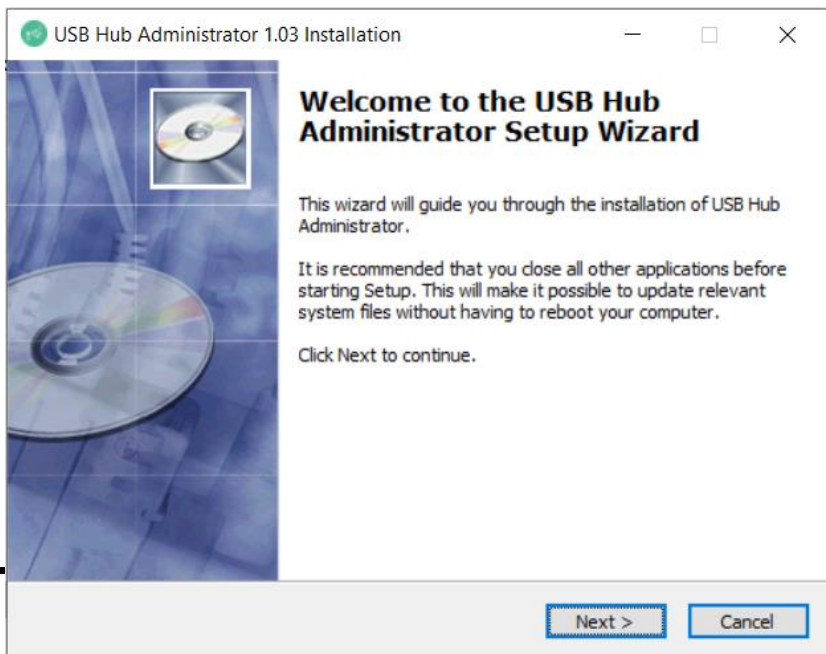 USB Hub Administrator 1.03 Installation
Welcome to the USB Hub
Administrator Setup Wizard
This wizard will guide you through the installation of USB Hub
Administrator.
It is recommended that you close all other applications before
starting Setup. This will make it possible to update relevant
system files without having to reboot your computer.
Click Next to continue.
Next >
Cancel